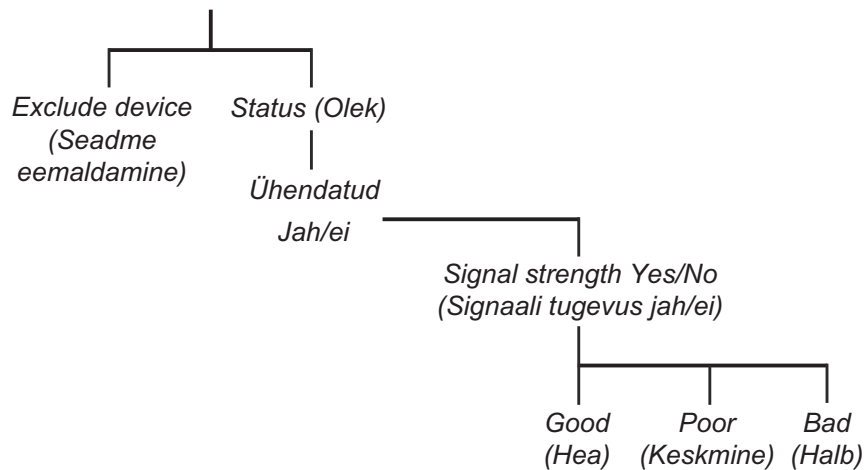 Exclude device
(Seadme
eemaldamine)
Status (Olek)
Ühendatud
Jah/ei
Signal strength Yes/No
(Signaali tugevus jah/ei)
Good
(Hea)
Poor
(Keskmine)
Bad
(Halb)